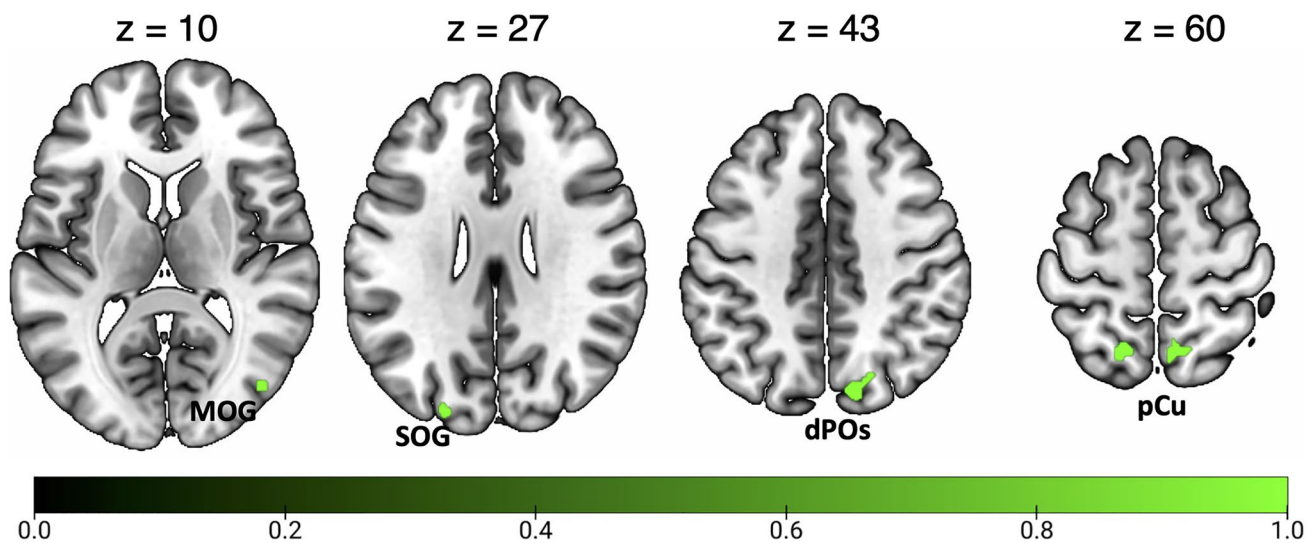 z = 10
z = 27
z = 43
z = 60
MOG
SOG
dPOs
pCu
0.0
0.2
0.4
0.6
0.8
1.0